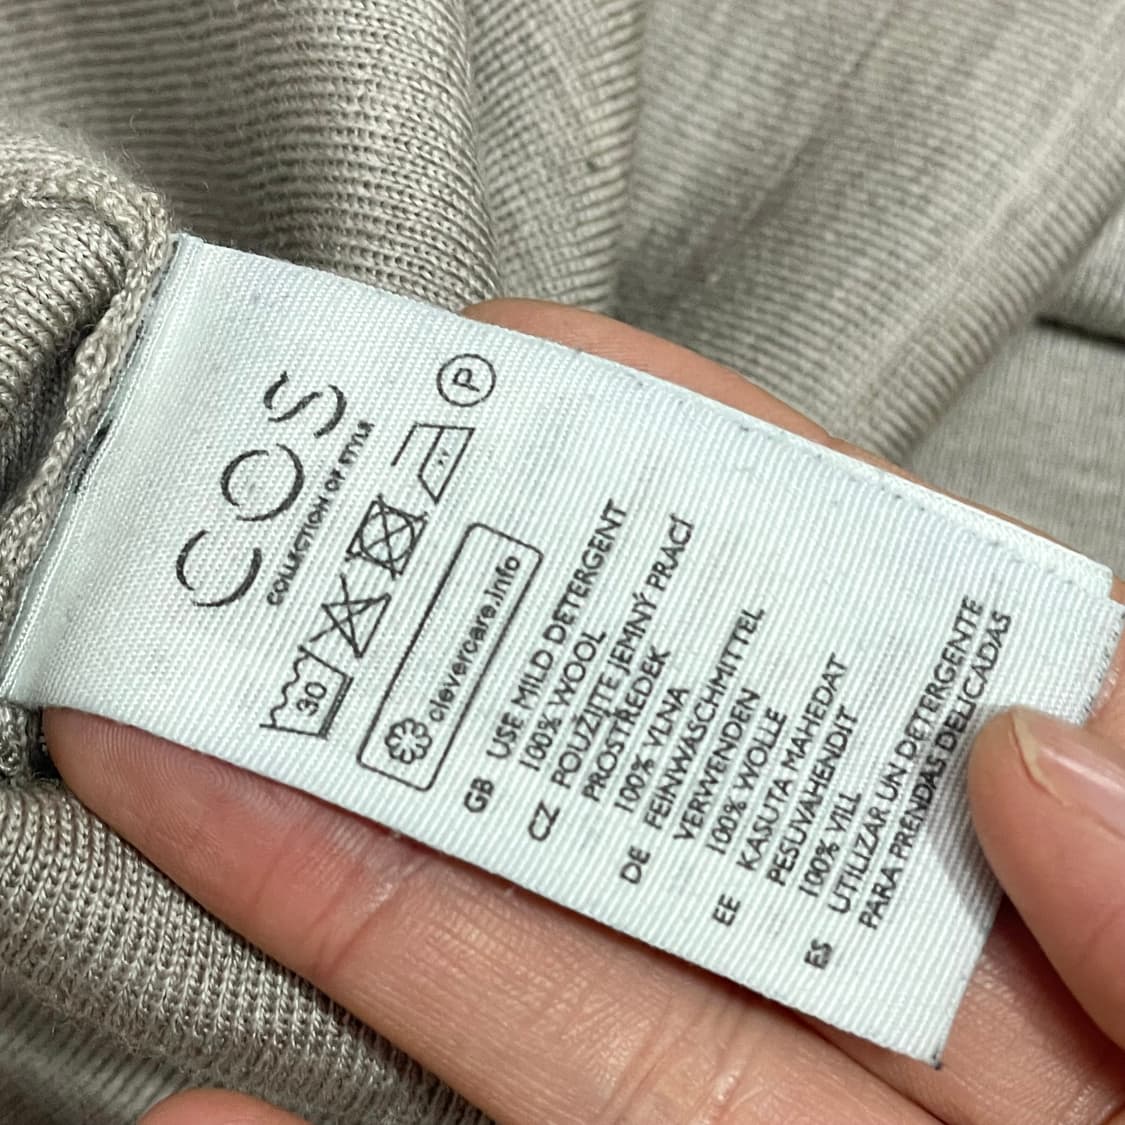 COS
COLLECTION OF STYLE
30
P
clevercare.info
GB USE MILD DETERGENT
100% WOOL
CZ POUŽIJTE JEMNÝ PRACÍ
PROSTŘEDEK
100% VLNA
DE FEINWASCHMITTEL
VERWENDEN
100% WOLLE
EE KASUTA MAHEDAT
PESUVAHENDIT
100% VILL
ES UTILIZAR UN DETERGENTE
PARA PRENDAS DELICADAS